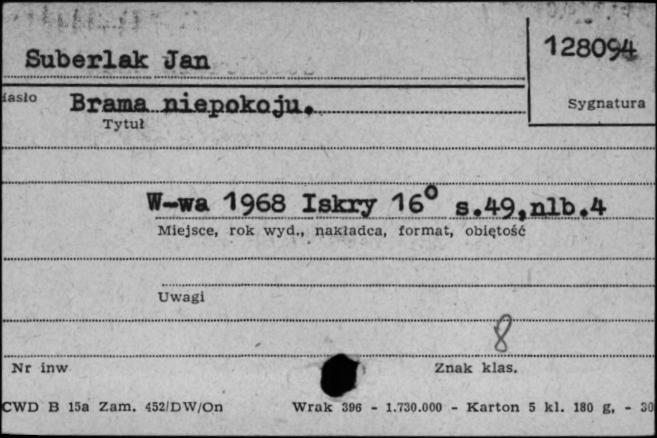 Suberlak Jan
128094
iasło
Brama niepokoju.
Sygnatura
Tytuł
W-wa 1968 Iskry 16° s.49,nlb.4
Miejsce, rok wyd., nakładca, format, obiętość
Uwagi
8
Nr inw
Znak klas.
CWD B 15a Zam. 452/DW/On
Wrak 396 - 1.730.000 - Karton 5 kl. 180 g, - 30